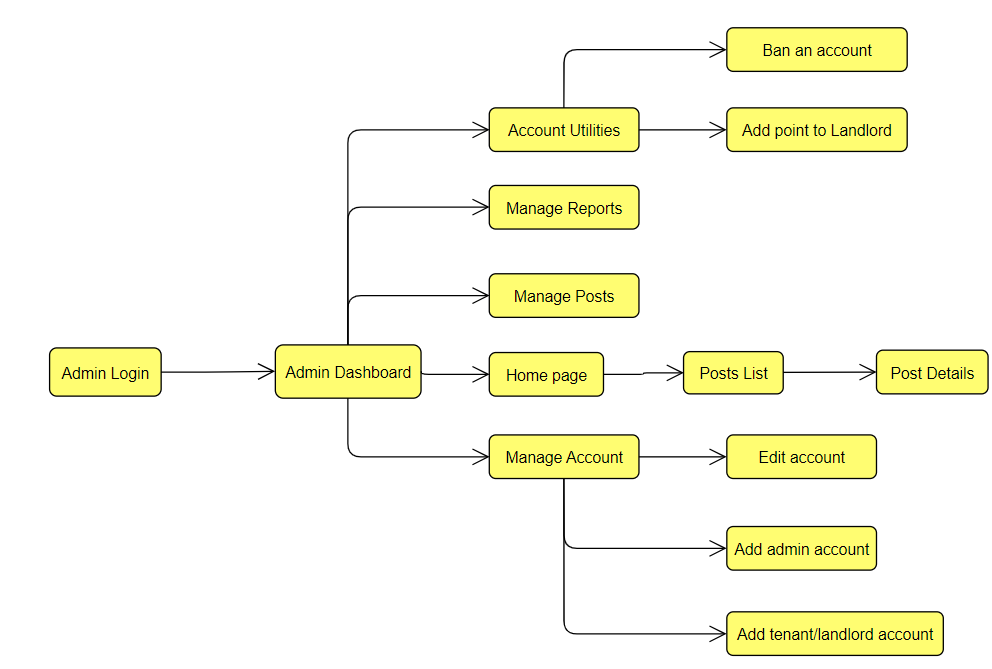 Ban an account
Account Utilities
Add point to Landlord
Manage Reports
Manage Posts
Admin Login
Admin Dashboard
Home page
Posts List
Post Details
Manage Account
Edit account
Add admin account
Add tenant/landlord account